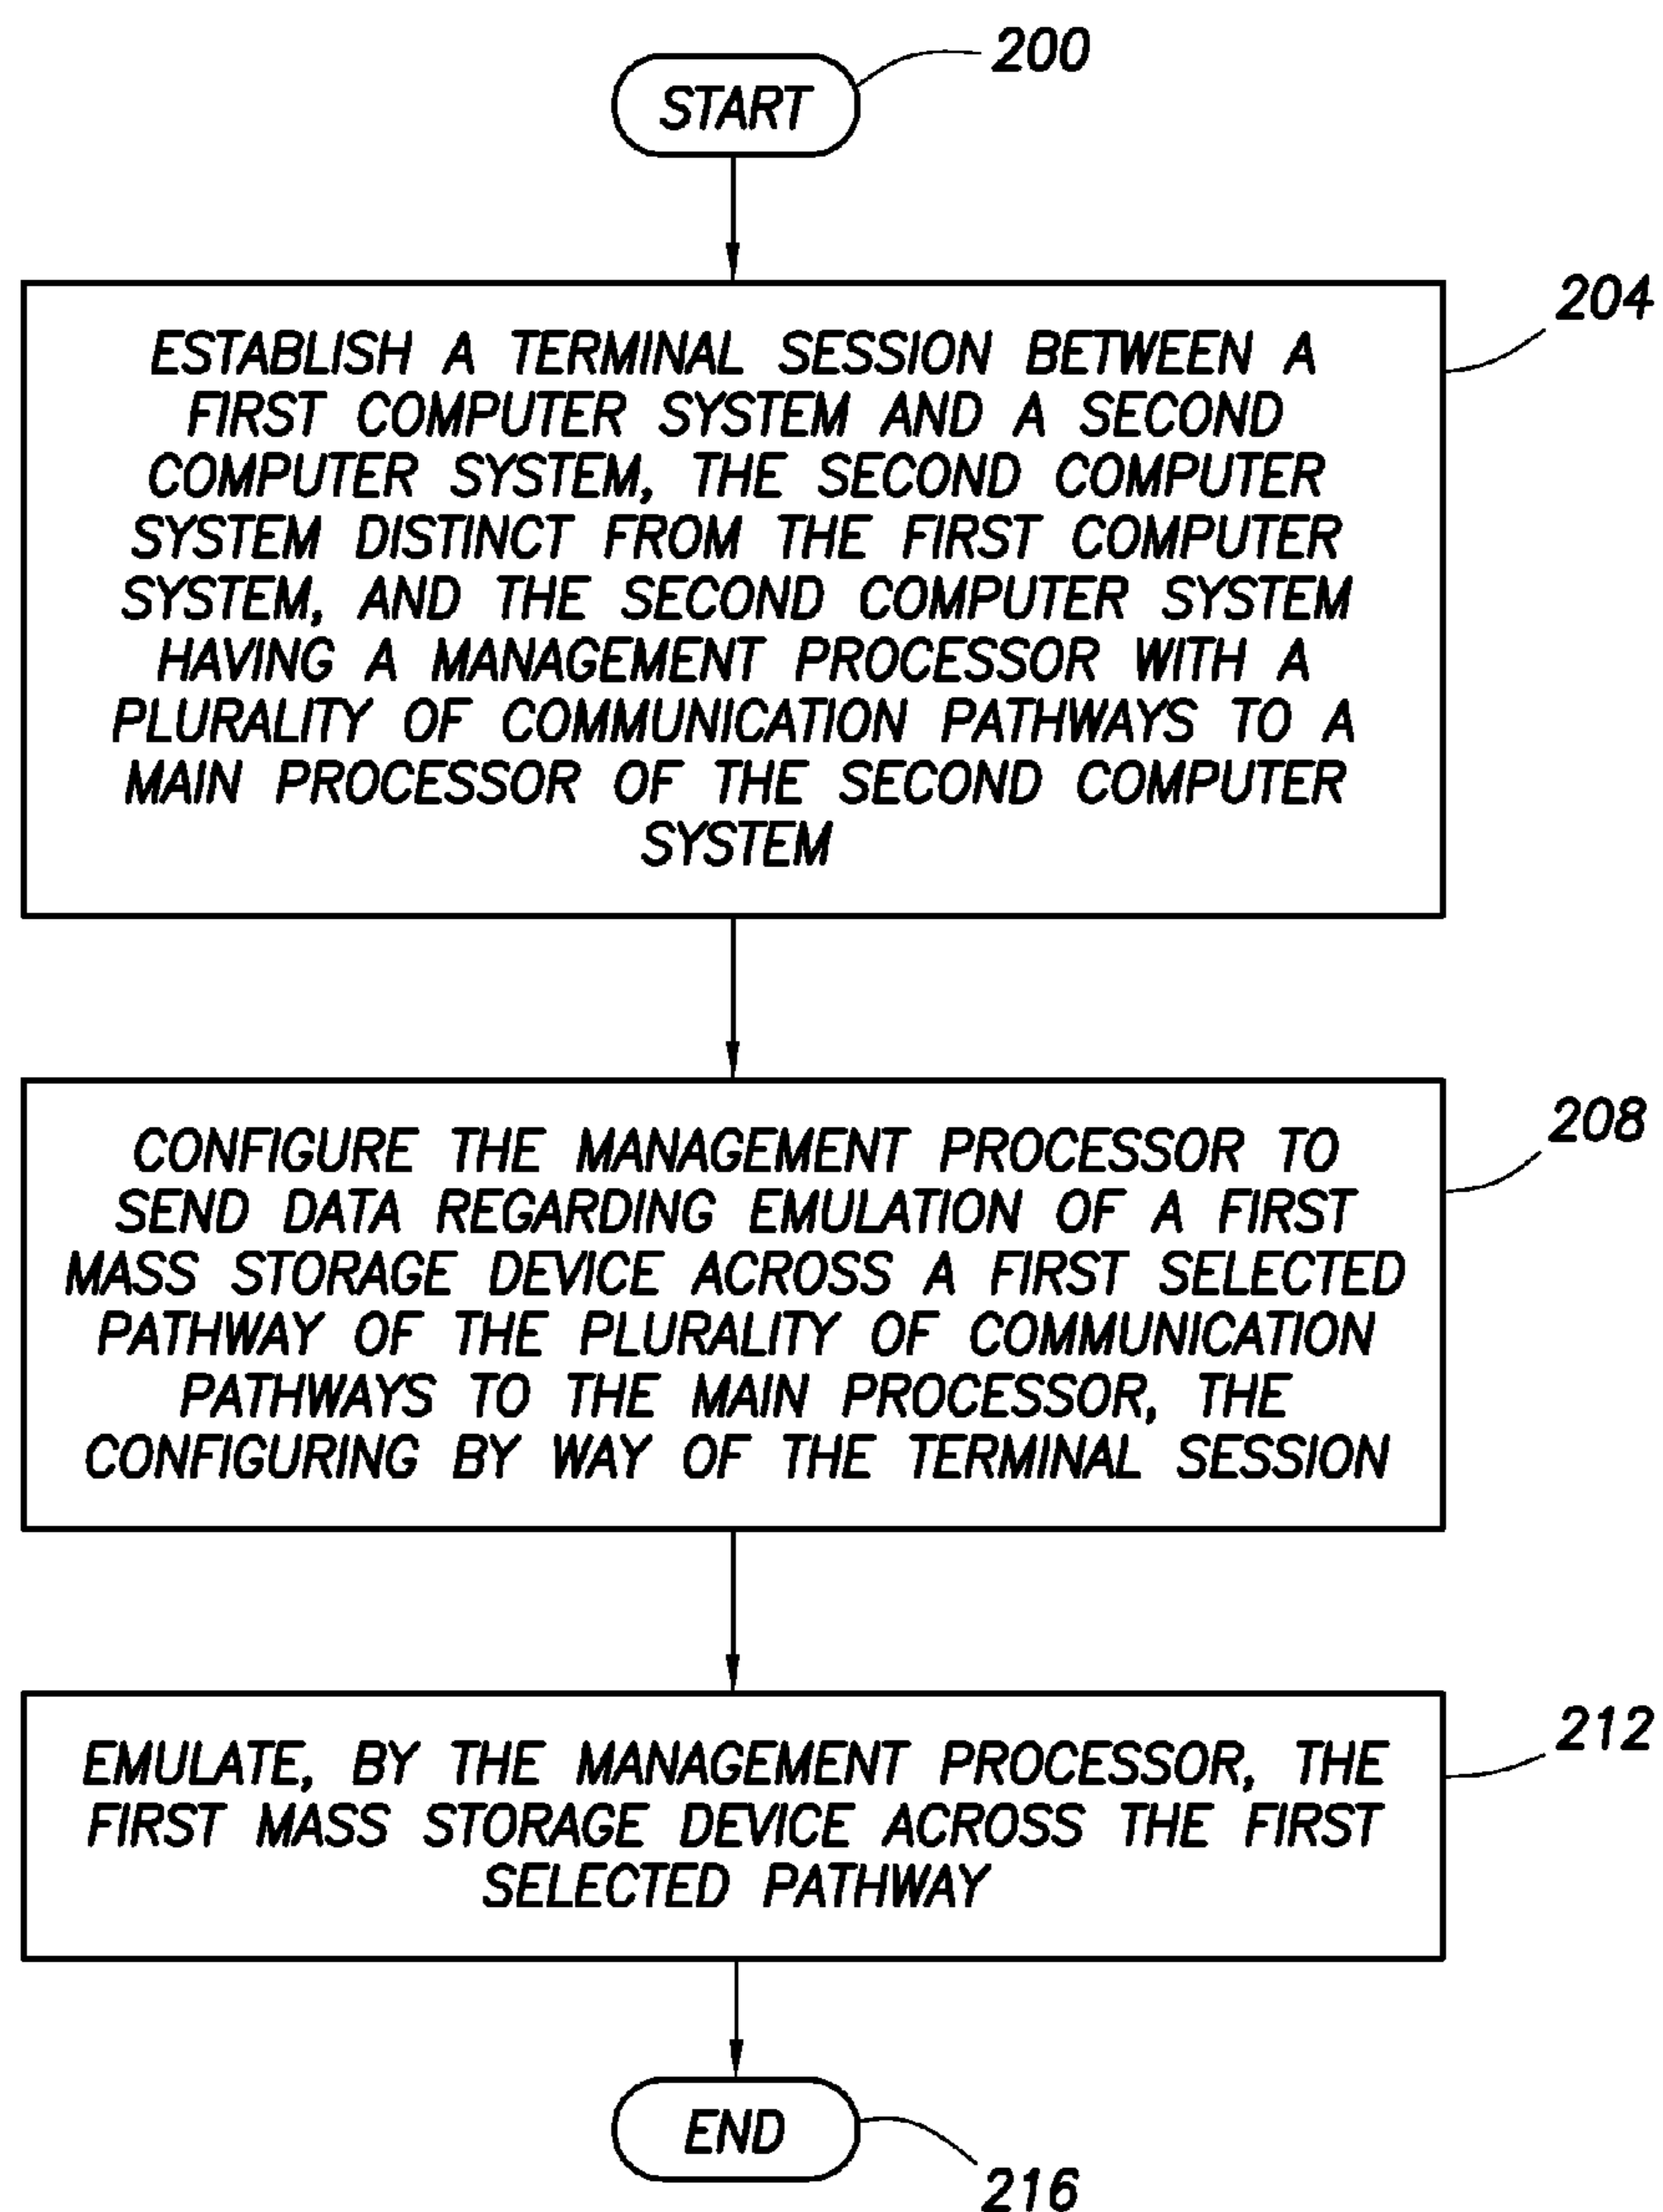 START
200
204
ESTABLISH A TERMINAL SESSION BETWEEN A
FIRST COMPUTER SYSTEM AND A SECOND
COMPUTER SYSTEM, THE SECOND COMPUTER
SYSTEM DISTINCT FROM THE FIRST COMPUTER
SYSTEM, AND THE SECOND COMPUTER SYSTEM
HAVING A MANAGEMENT PROCESSOR WITH A
PLURALITY OF COMMUNICATION PATHWAYS TO A
MAIN PROCESSOR OF THE SECOND COMPUTER
SYSTEM
208
CONFIGURE THE MANAGEMENT PROCESSOR TO
SEND DATA REGARDING EMULATION OF A FIRST
MASS STORAGE DEVICE ACROSS A FIRST SELECTED
PATHWAY OF THE PLURALITY OF COMMUNICATION
PATHWAYS TO THE MAIN PROCESSOR, THE
CONFIGURING BY WAY OF THE TERMINAL SESSION
212
EMULATE, BY THE MANAGEMENT PROCESSOR, THE
FIRST MASS STORAGE DEVICE ACROSS THE FIRST
SELECTED PATHWAY
END
216